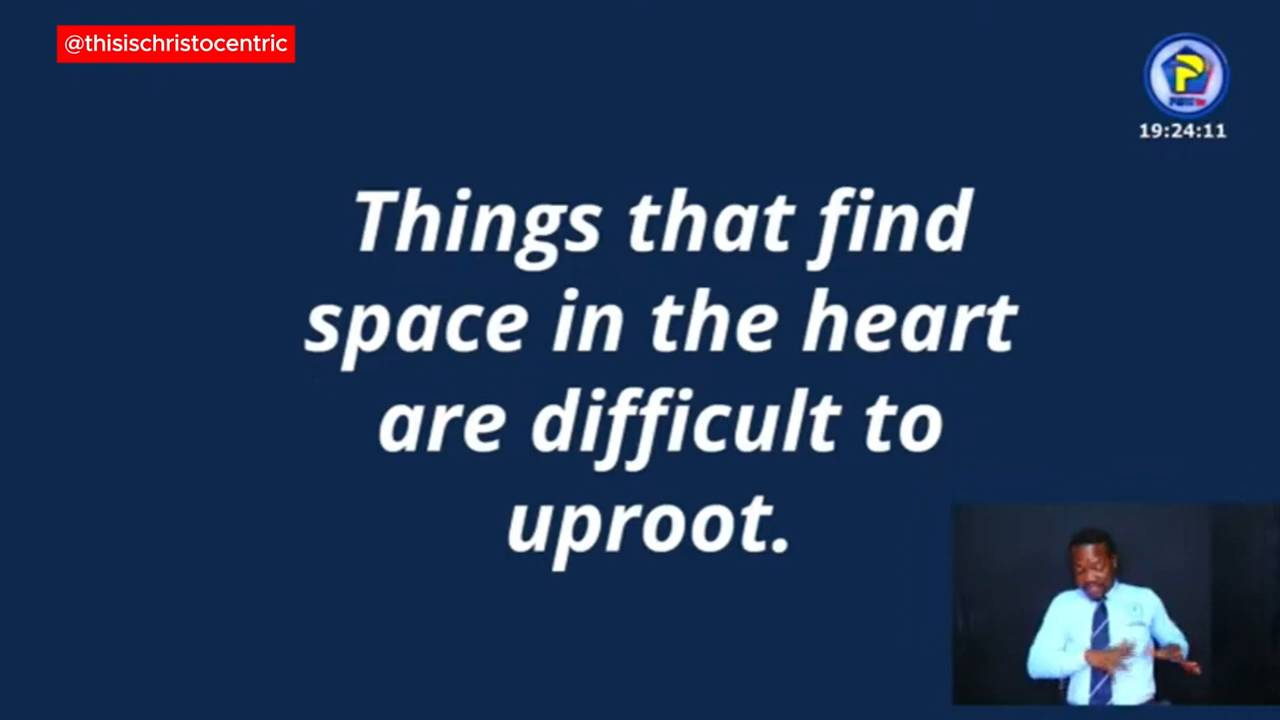 @thisischristocentric
19:24:11
Things that find
space in the heart
are difficult to
uproot.